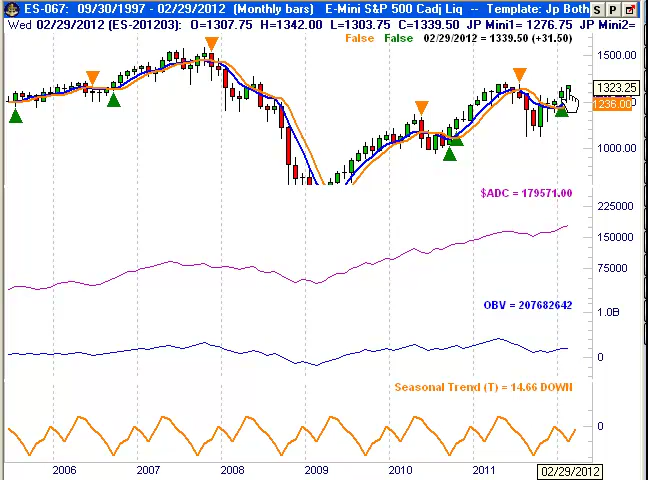 ES-067: 09/30/1997 - 02/29/2012 (Monthly bars) E-Mini S&P 500 Cadj Liq -- Template: Jp Both S P
Wed 02/29/2012 (ES-201203): O=1307.75 H=1342.00 L=1303.75 C=1339.50 JP Mini1= 1276.75 JP Mini2=
False False 02/29/2012 = 1339.50 (+31.50)
1500.00
1323.25
1236.00
1000.00
$ADC = 179571.00
225000
150000
75000
OBV = 207682642
1.0B
0
Seasonal Trend (T) = 14.66 DOWN
0
2006 2007 2008 2009 2010 2011 02/29/2012